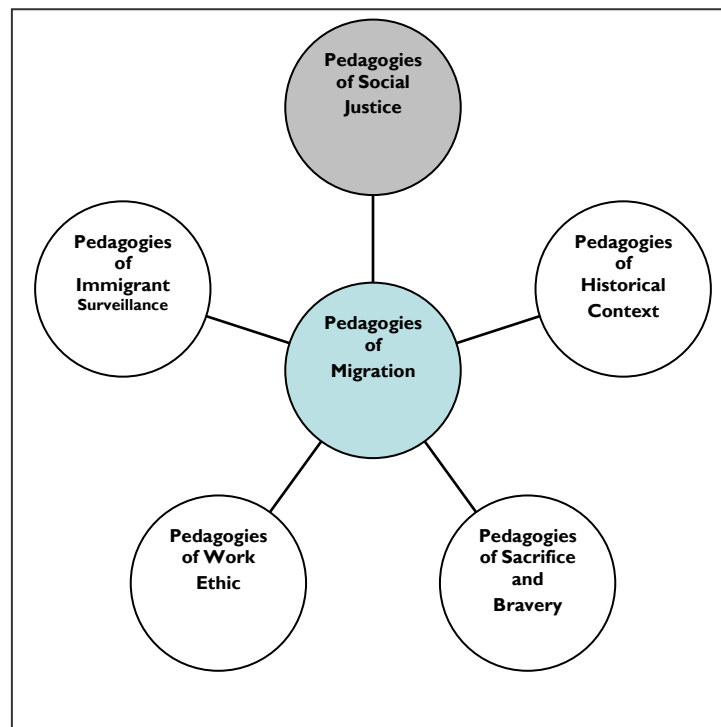 Pedagogies
of Social
Justice
Pedagogies
of
Immigrant
Surveillance
Pedagogies
of
Historical
Context
Pedagogies
of
Migration
Pedagogies
of Work
Ethic
Pedagogies
of Sacrifice
and
Bravery